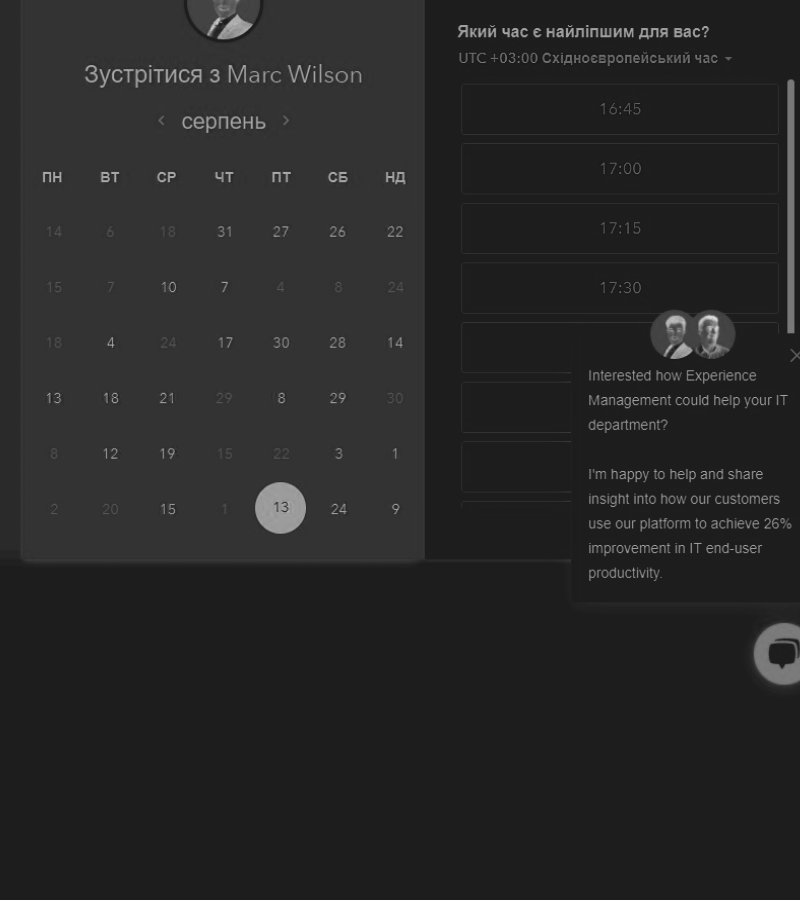 Зустрітися з Marc Wilson
серпень
ПН ВТ СР ЧТ ПТ СБ НД
14 6 18 31 27 26 22
15 7 10 7 4 8 24
18 4 24 17 30 28 14
13 18 21 29 8 29 30
8 12 19 15 22 3 1
2 20 15 1 13 24 9
Який час є найліпшим для вас?
UTC +03:00 Східноєвропейський час
16:45
17:00
17:15
17:30
Interested how Experience
Management could help your IT
department?
I'm happy to help and share
insight into how our customers
use our platform to achieve 26%
improvement in IT end-user
productivity.